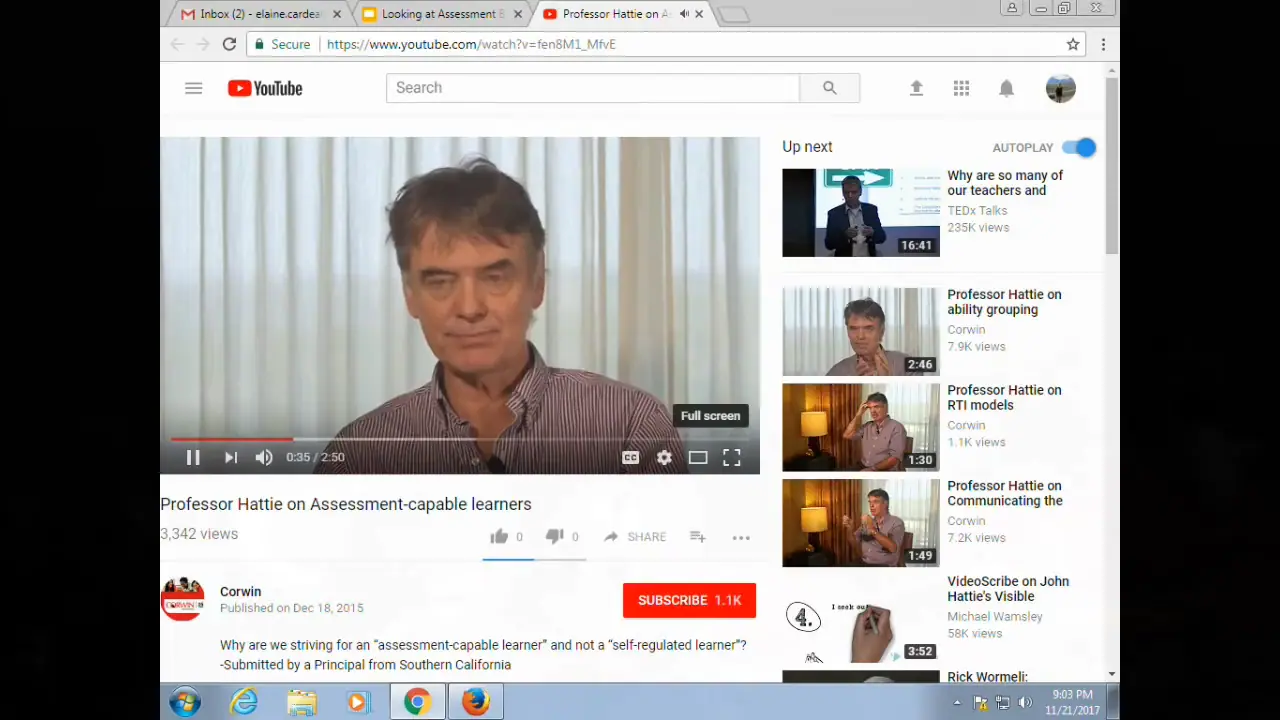 Inbox (2) - elaine.cardea
Looking at Assessment
Professor Hattie on A
Secure
https://www.youtube.com/watch?v=fen8M1_MfvE
YouTube
Search
Up next
AUTOPLAY
Why are so many of
our teachers and
TEDx Talks
235K views
16:41
Professor Hattie on
ability grouping
Corwin
7.9K views
2:46
Professor Hattie on
RTI models
Corwin
1.1K views
1:30
Professor Hattie on
Communicating the
Corwin
7.2K views
1:49
VideoScribe on John
Hattie's Visible
Michael Wamsley
58K views
4.
I seek ou
3:52
Rick Wormeli:
Full screen
0:35 / 2:50
CC
Professor Hattie on Assessment-capable learners
3,342 views
0
0
SHARE
CORWIN
Corwin
Published on Dec 18, 2015
SUBSCRIBE 1.1K
Why are we striving for an “assessment-capable learner” and not a “self-regulated learner”?
-Submitted by a Principal from Southern California
9:03 PM
11/21/2017